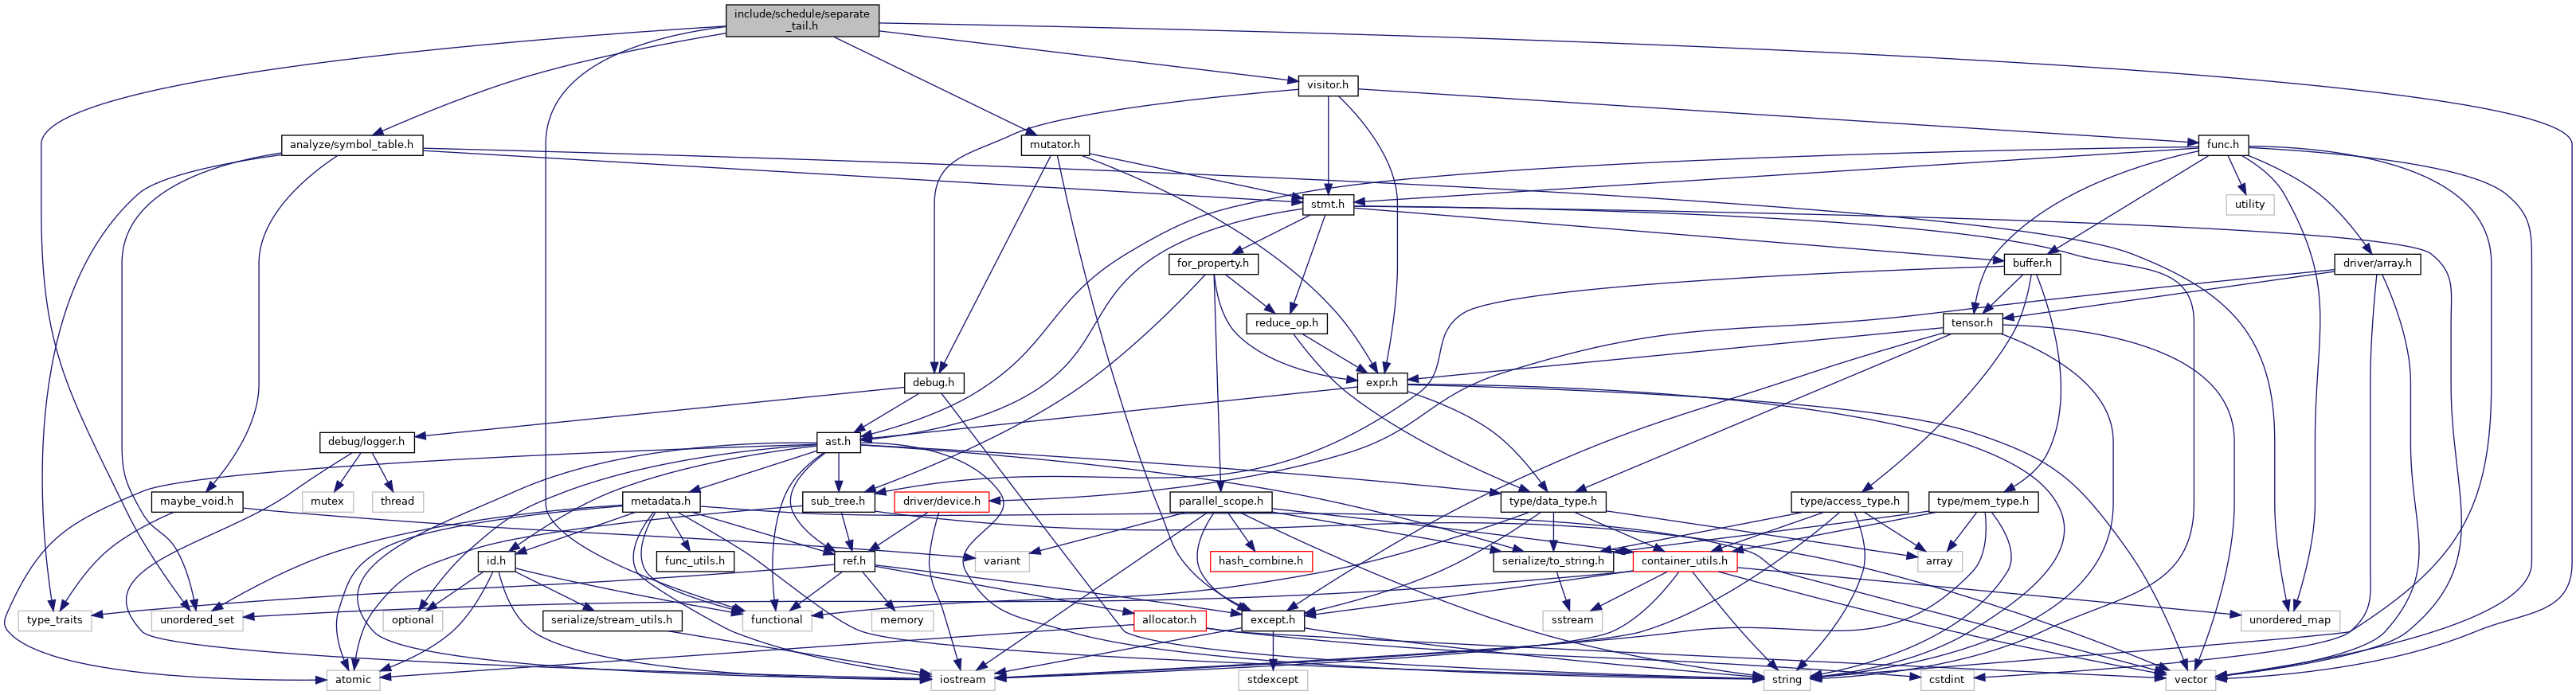 include/schedule/separate
_tail.h
visitor.h
analyze/symbol_table.h
mutator.h
func.h
stmt.h
utility
for_property.h
buffer.h
driver/array.h
reduce_op.h
tensor.h
debug.h
expr.h
debug/logger.h
ast.h
mutex
thread
maybe_void.h
metadata.h
sub_tree.h
driver/device.h
parallel_scope.h
type/data_type.h
type/access_type.h
type/mem_type.h
id.h
func_utils.h
ref.h
variant
hash_combine.h
serialize/to_string.h
container_utils.h
array
type_traits
unordered_set
optional
serialize/stream_utils.h
functional
memory
allocator.h
except.h
sstream
unordered_map
atomic
iostream
stdexcept
string
cstdint
vector